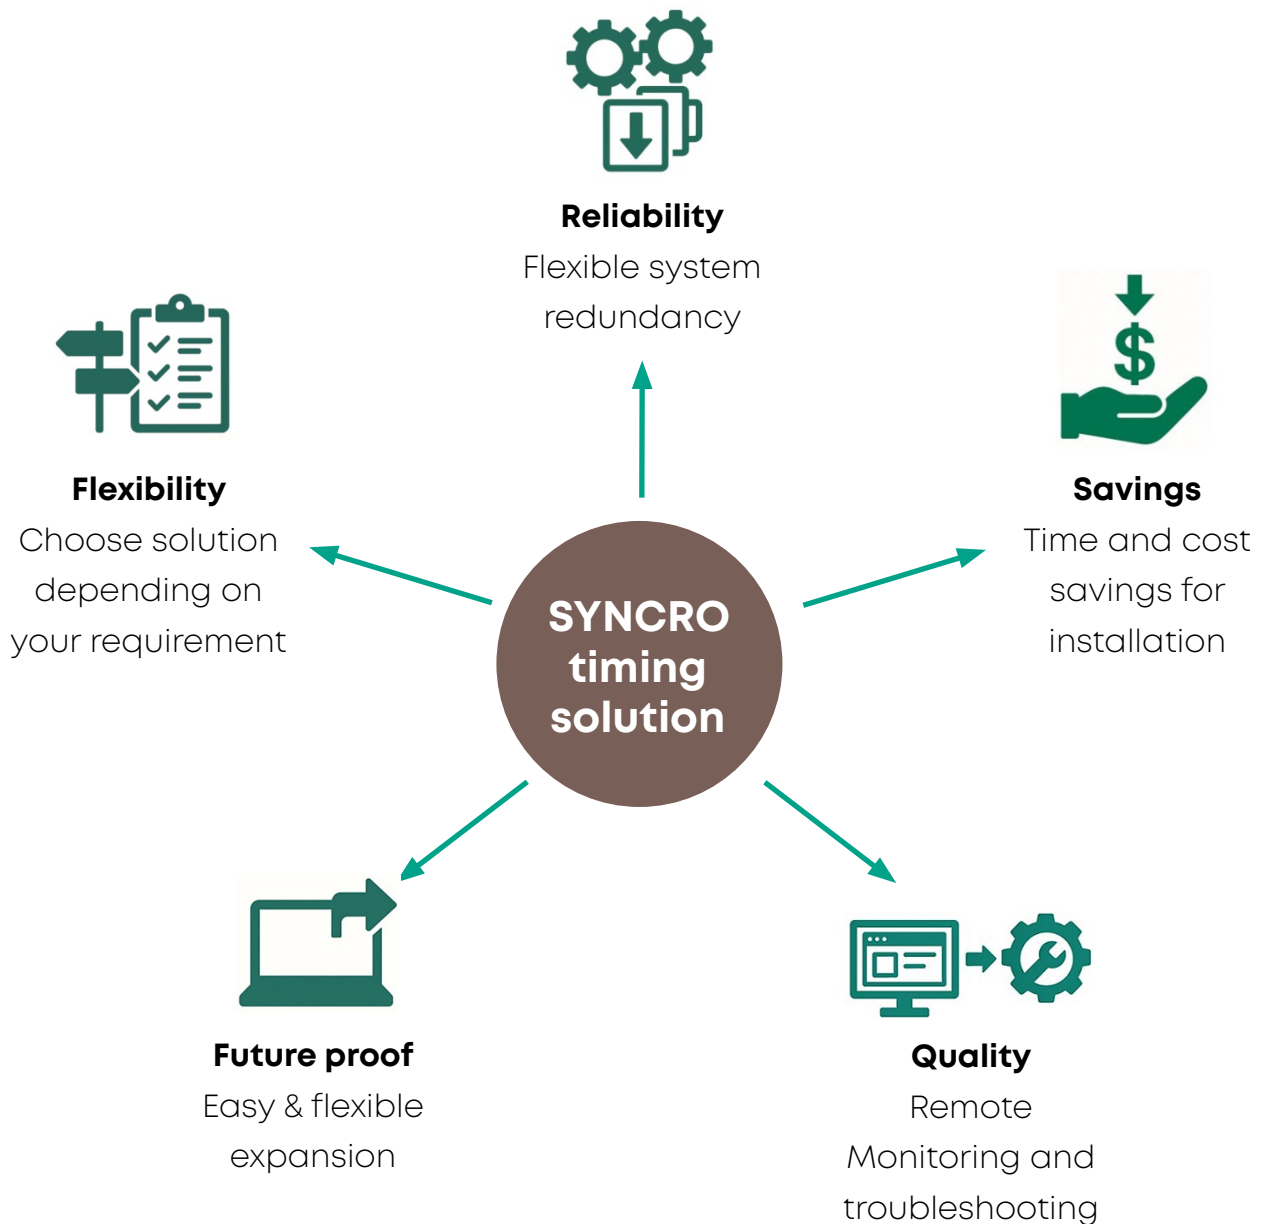 Reliability
Flexible system
redundancy
Flexibility
Choose solution
depending on
your requirement
$
Savings
Time and cost
savings for
installation
SYNCRO
timing
solution
Future proof
Easy & flexible
expansion
Quality
Remote
Monitoring and
troubleshooting